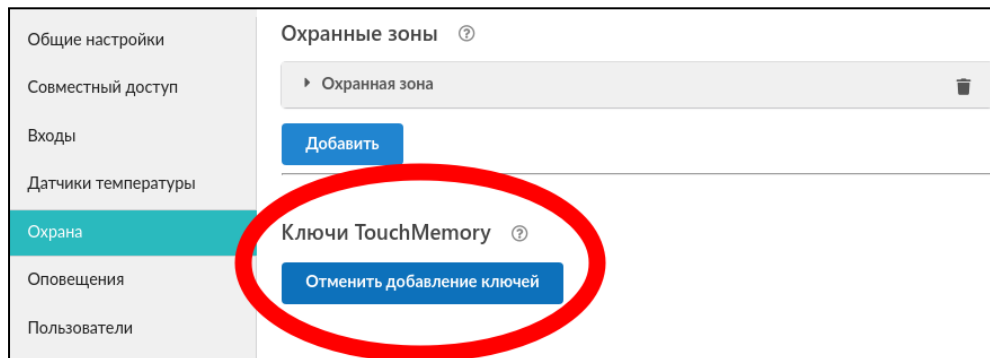 Общие настройки
Совместный доступ
Входы
Датчики температуры
Охрана
Оповещения
Пользователи
Охранные зоны
Охранная зона
Добавить
Ключи TouchMemory
Отменить добавление ключей